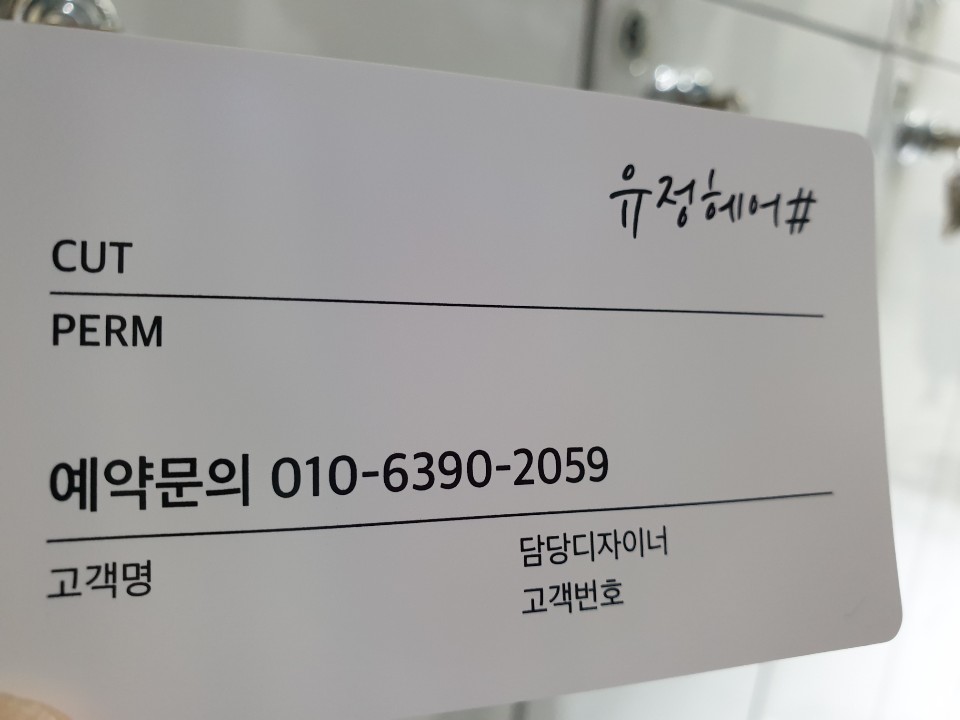 유정헤어#
CUT
PERM
예약문의 010-6390-2059
고객명
담당디자이너
고객번호